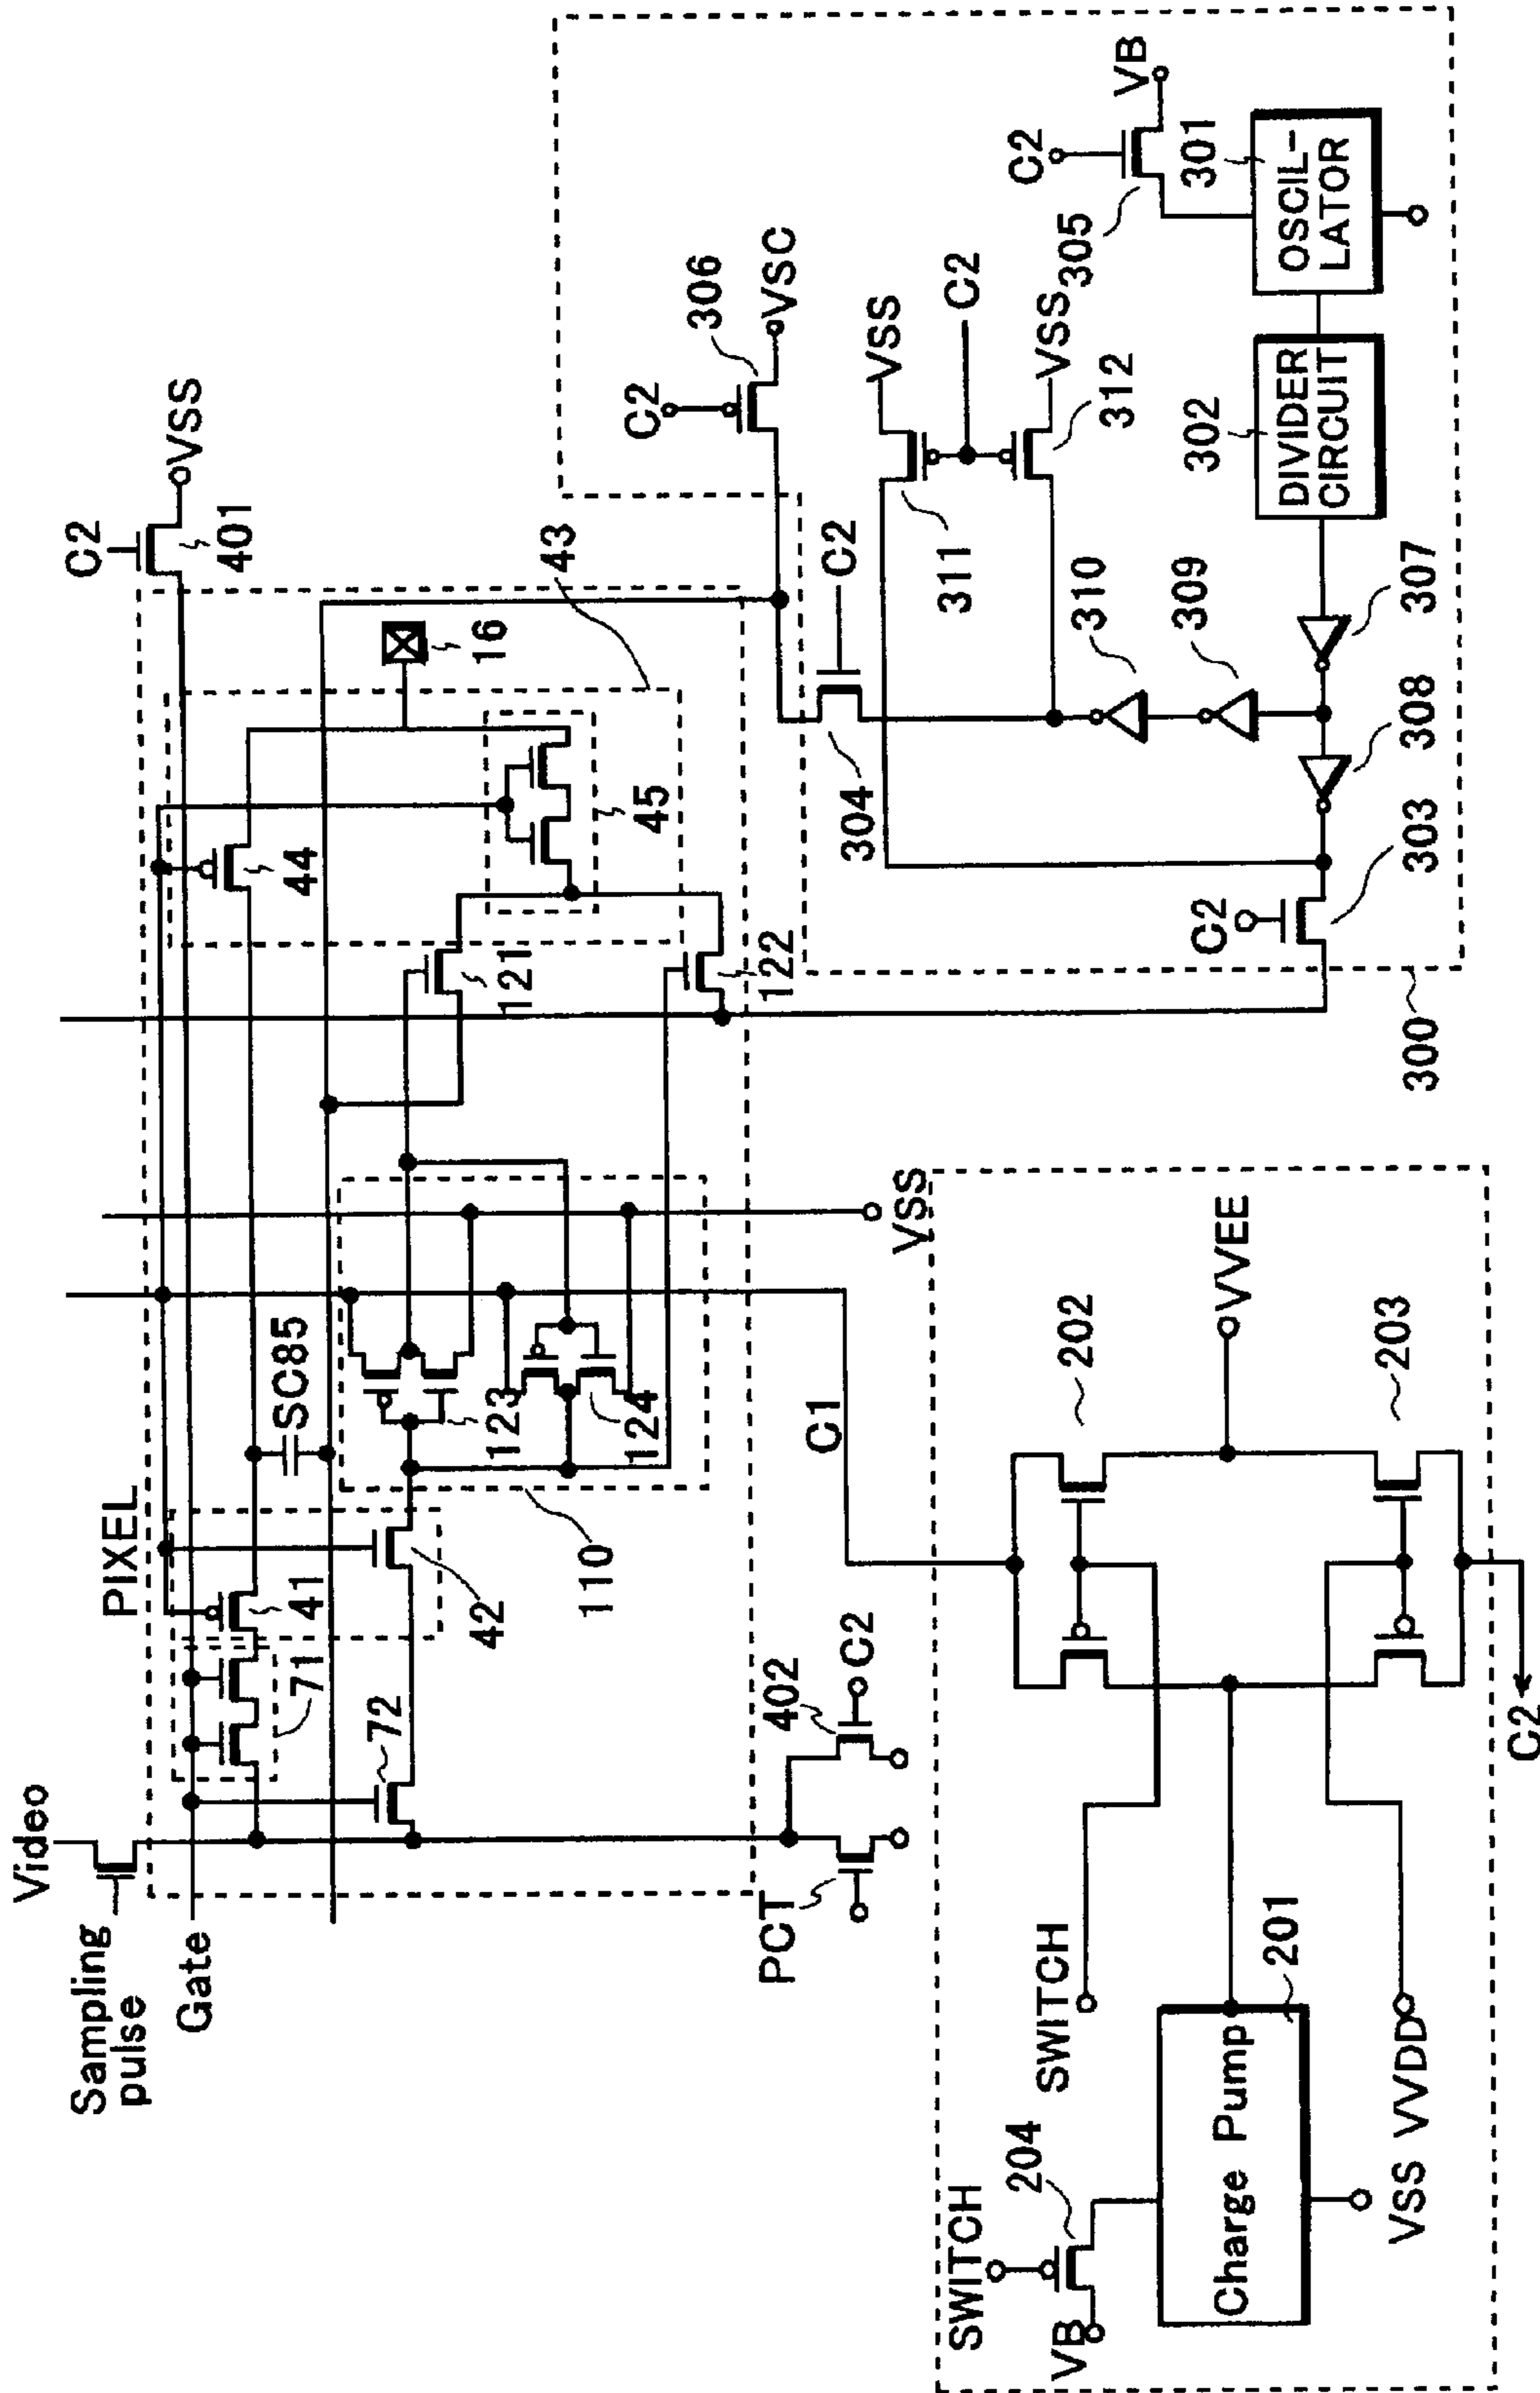 Video
Sampling
pulse
Gate
PIXEL
C2
VSS
401
71
41
SC85
44
16
43
72
42
123
124
110
121
45
122
PCT
402
C2
VSS
C1
C2
306
VSC
VSS
C2
304
C2
311
VSS
312
310
309
C2
VB
305
301
OSCIL-
LATOR
302
DIVIDER
CIRCUIT
307
308
303
C2
300
SWITCH
204
VB
SWITCH
Charge Pump
201
VSS
VVDD
202
VVEE
203
C2